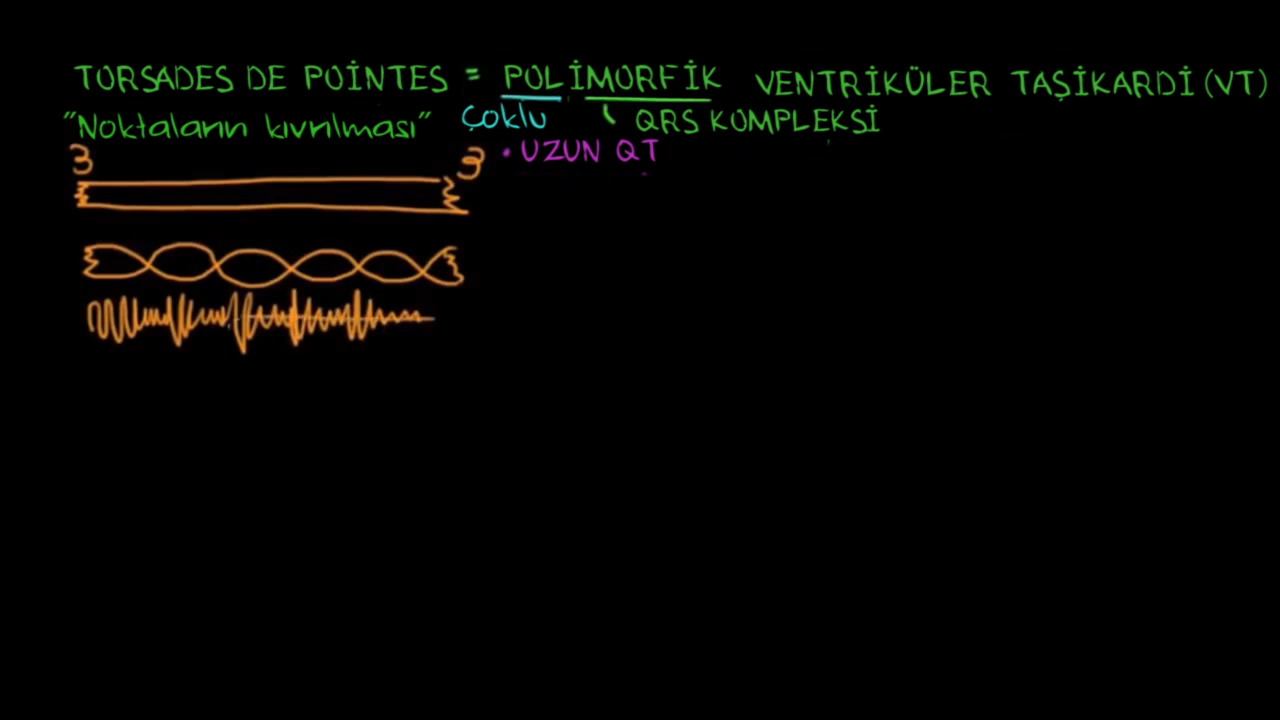 TORSADES DE POİNTES = POLİMORFİK VENTRİKÜLER TAŞİKARDİ (VT)
"Noktaların kıvrılması" Çoklu QRS KOMPLEKSİ
• UZUN QT